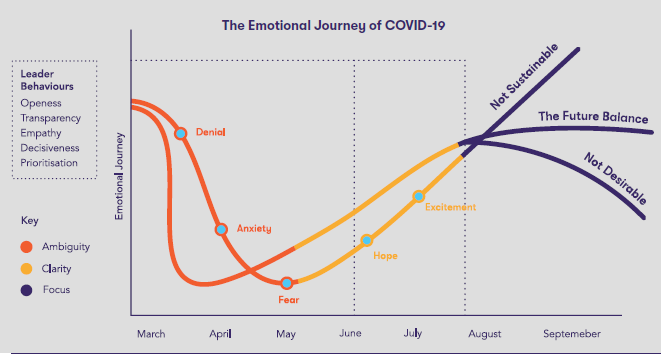 The Emotional Journey of COVID-19
Leader
Behaviours
Openess
Transparency
Empathy
Decisiveness
Prioritisation
Key
Ambiguity
Clarity
Focus
Emotional Journey
Denial
Anxiety
Fear
Hope
Excitement
Not Sustainable
The Future Balance
Not Desirable
March
April
May
June
July
August
Septemeber